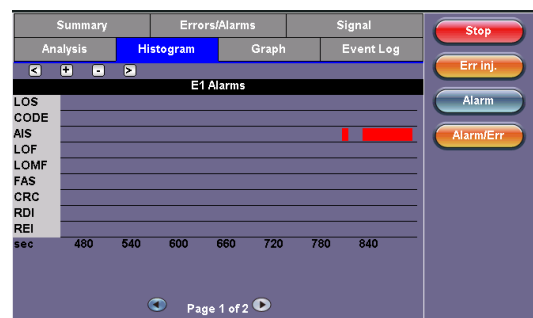 Summary Errors/Alarms Signal
Analysis Histogram Graph Event Log
< + - >
E1 Alarms
LOS
CODE
AIS
LOF
LOMF
FAS
CRC
RDI
REI
sec 480 540 600 660 720 780 840
Page 1 of 2
Stop
Err inj.
Alarm
Alarm/Err